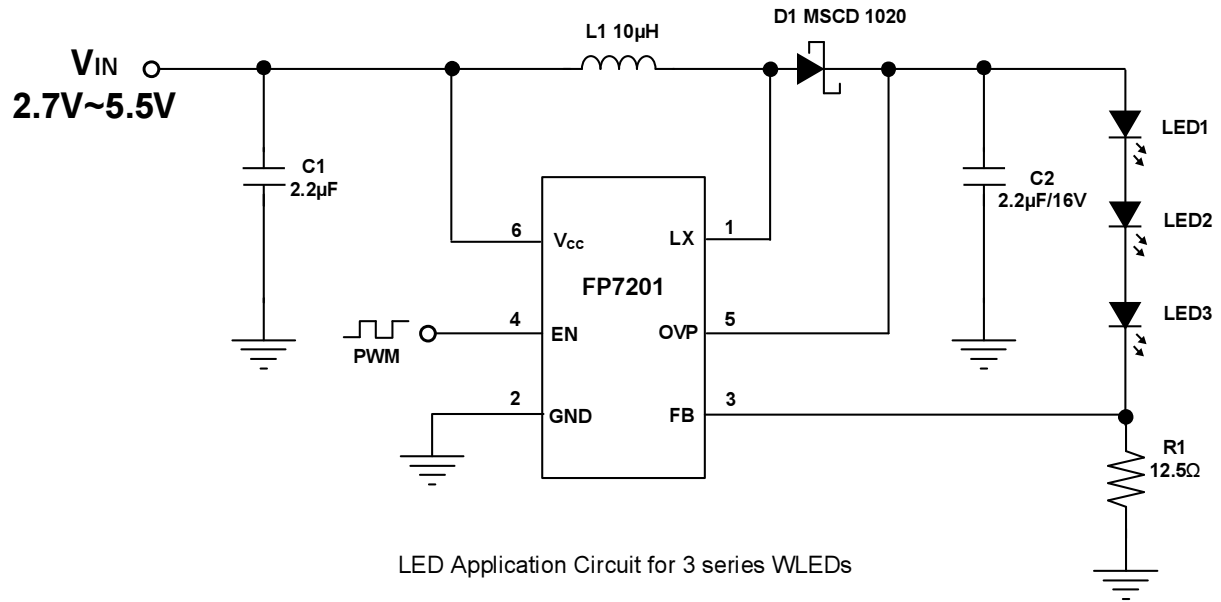 D1 MSCD 1020
L1 10µH
VIN
2.7V~5.5V
LED1
C1
2.2µF
C2
2.2µF/16V
LED2
6
Vcc
LX
1
FP7201
LED3
4
EN
OVP
5
PWM
2
GND
FB
3
R1
12.5Ω
LED Application Circuit for 3 series WLEDs